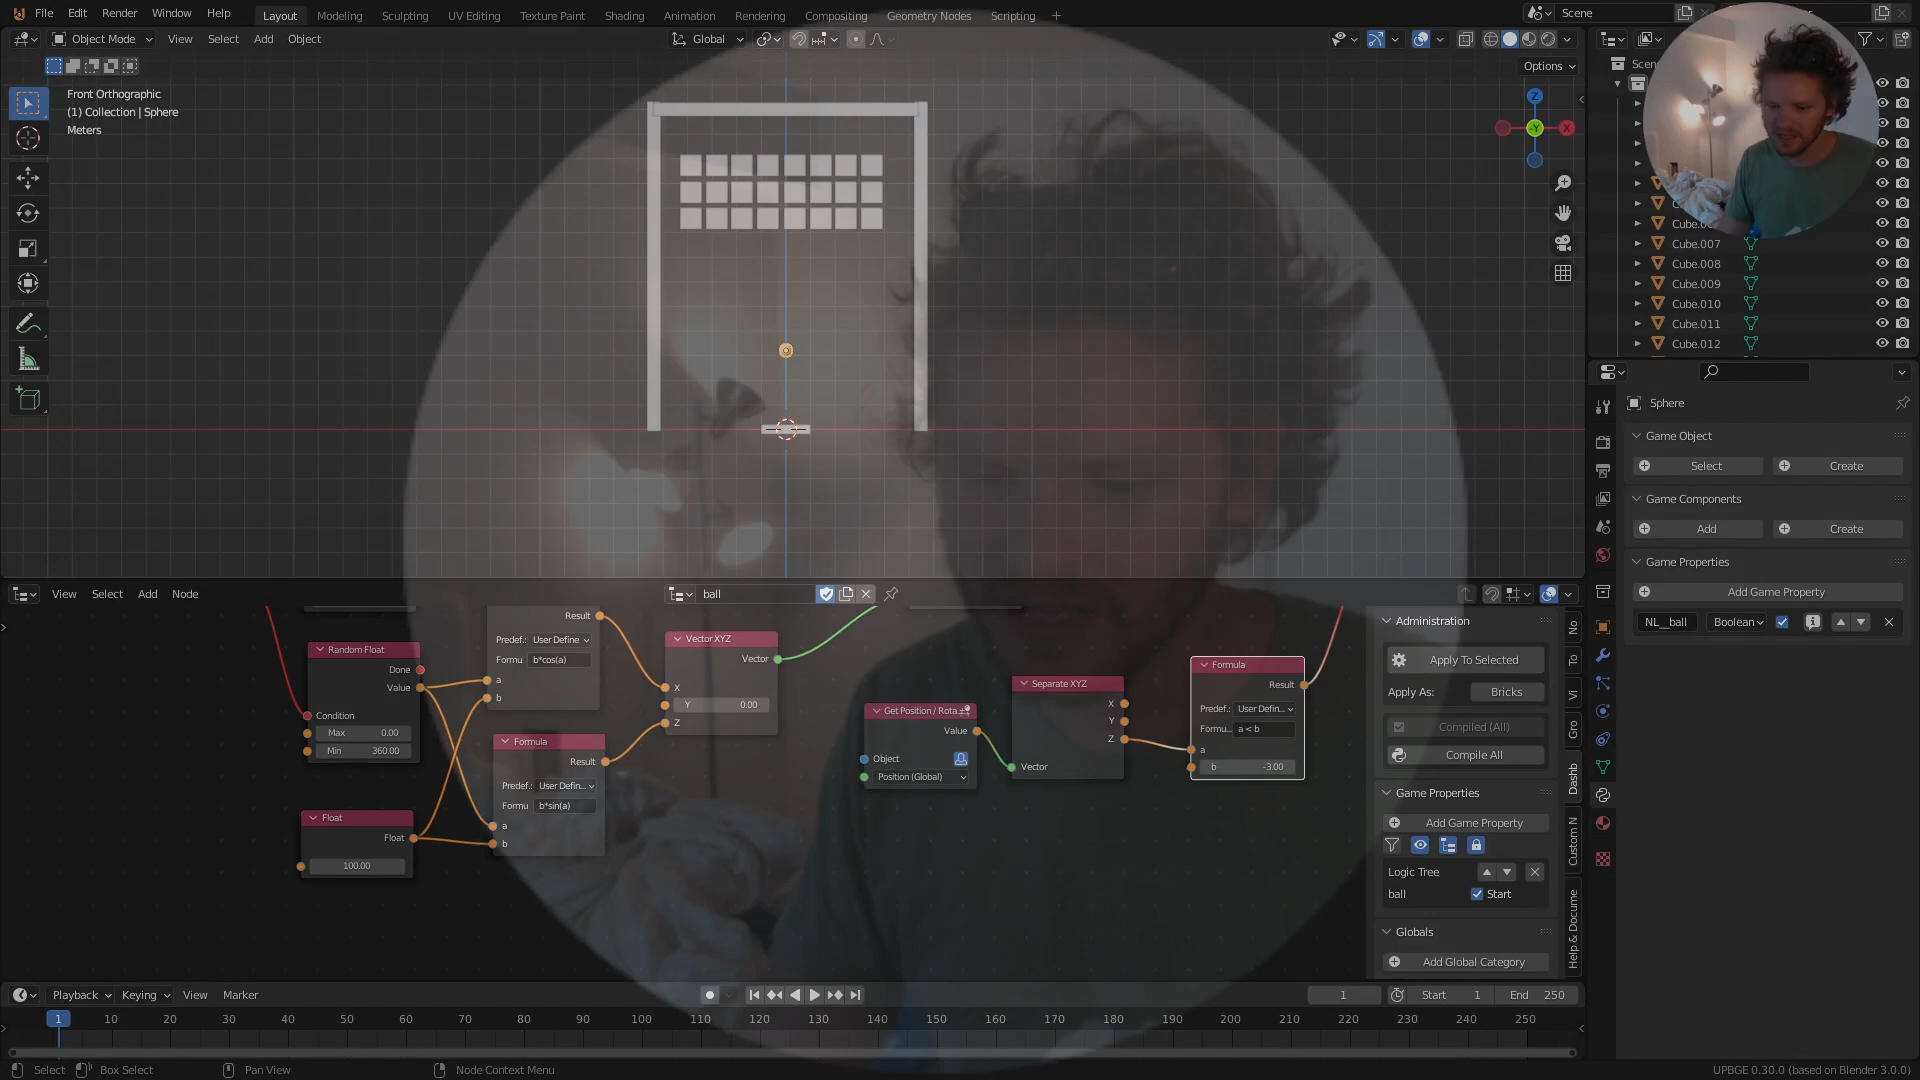 File Edit Render Window Help Layout Modeling Sculpting UV Editing Texture Paint Shading Animation Rendering Compositing Geometry Nodes Scripting + Scene
Object Mode View Select Add Object Global
Options
Front Orthographic
(1) Collection | Sphere
Meters
Z
-Y
X
Cube.007
Cube.008
Cube.009
Cube.010
Cube.011
Cube.012
Sphere
Game Object
Select Create
Game Components
Add Create
Game Properties
Add Game Property
NL__ball Boolean
View Select Add Node ball
Random Float
Done
Value
Condition
Max 0.00
Min 360.00
Float
Float
100.00
Result
Predef.: User Define
Formu b*cos(a)
a
b
Formula
Result
Predef.: User Defin...
Formu b*sin(a)
a
b
Vector XYZ
Vector
X
Y 0.00
Z
Get Position / Rota...
Value
Object
Position (Global)
Separate XYZ
X
Y
Z
Vector
Formula
Result
Predef.: User Defin...
Formu... a < b
a
b -3.00
Administration
Apply To Selected
Apply As: Bricks
Compiled (All)
Compile All
Game Properties
Add Game Property
Logic Tree
ball Start
Globals
Add Global Category
No
To
Vi
Gro
Dashb
Custom N
Help & Docume
Playback Keying View Marker 1 Start 1 End 250
1 10 20 30 40 50 60 70 80 90 100 110 120 130 140 150 160 170 180 190 200 210 220 230 240 250
Select Box Select Pan View Node Context Menu UPBGE 0.30.0 (based on Blender 3.0.0)